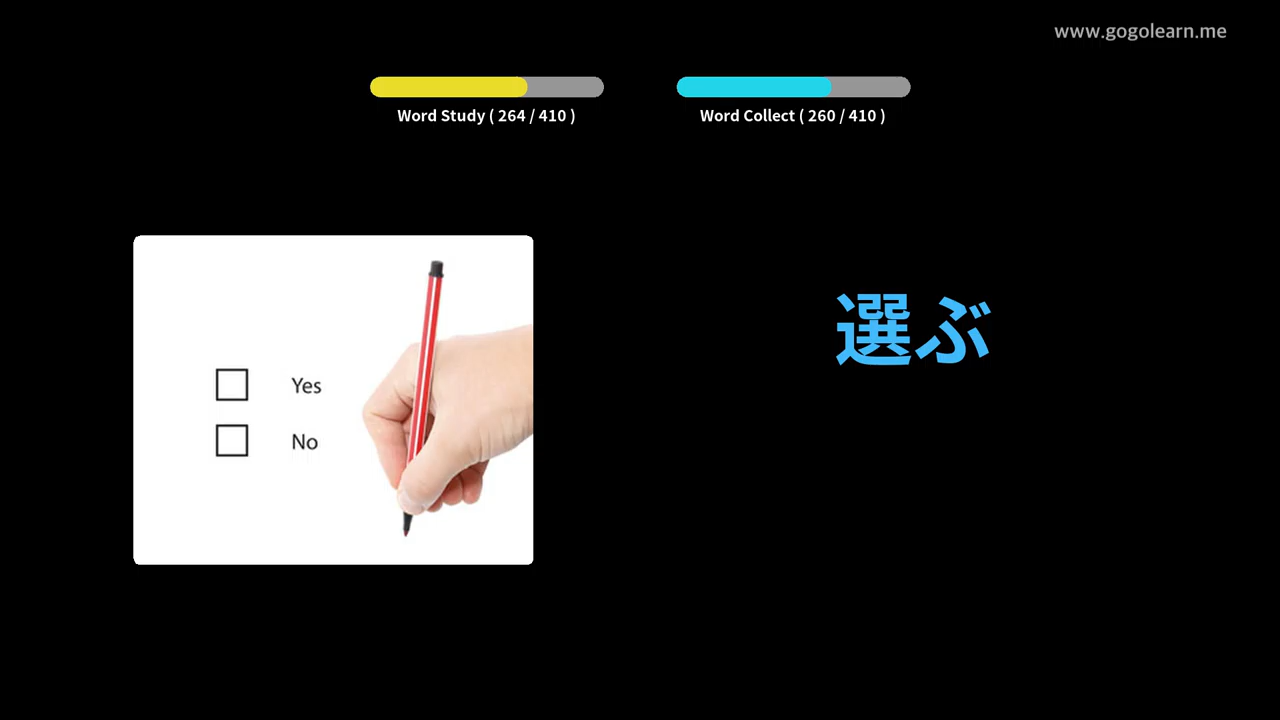 www.gogolearn.me
Word Study ( 264 / 410 )
Word Collect ( 260 / 410 )
Yes
No
選ぶ